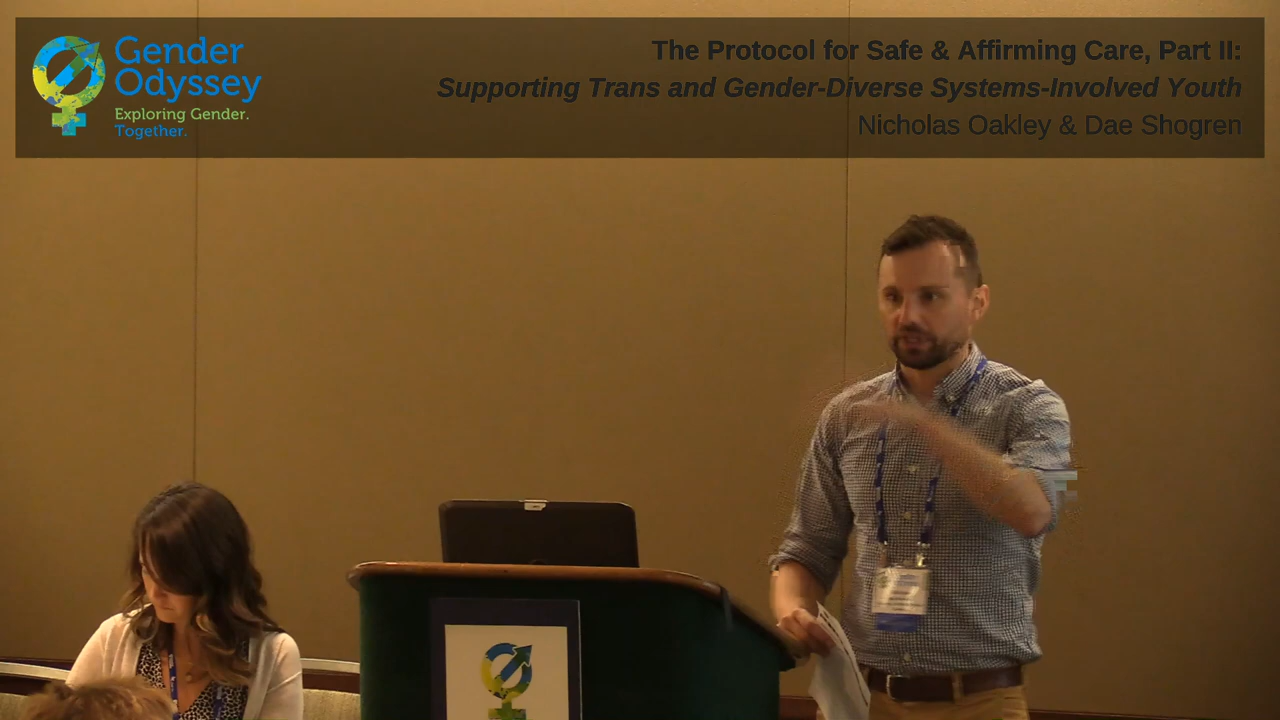 Gender
Odyssey
Exploring Gender.
Together.
The Protocol for Safe & Affirming Care, Part II:
Supporting Trans and Gender-Diverse Systems-Involved Youth
Nicholas Oakley & Dae Shogren